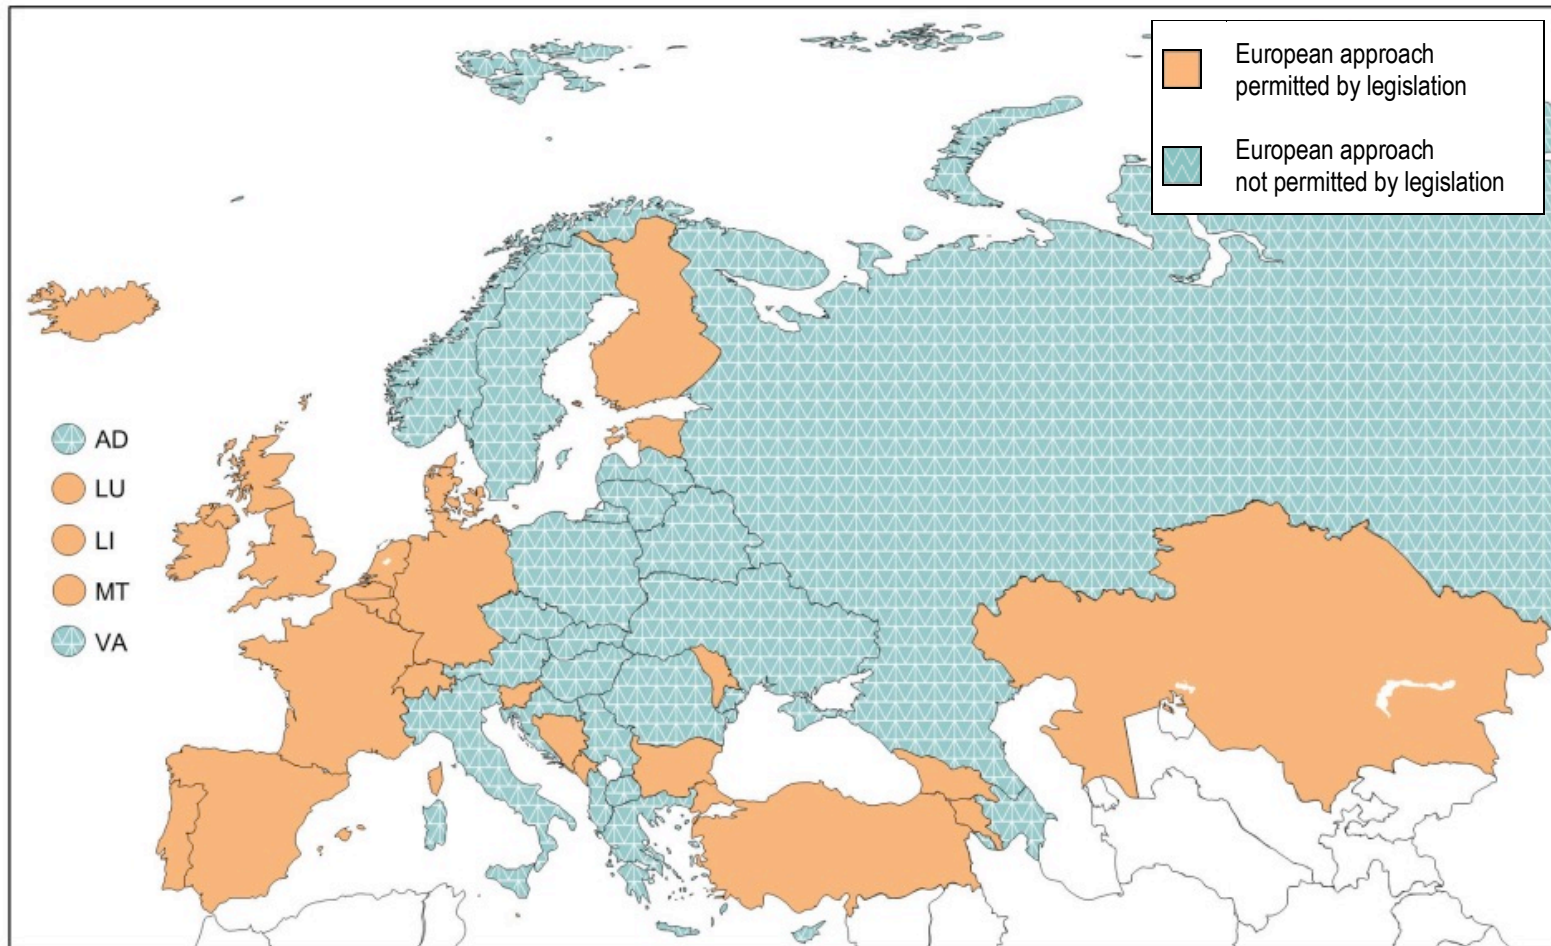 European approach
permitted by legislation
European approach
not permitted by legislation
AD
LU
LI
MT
VA